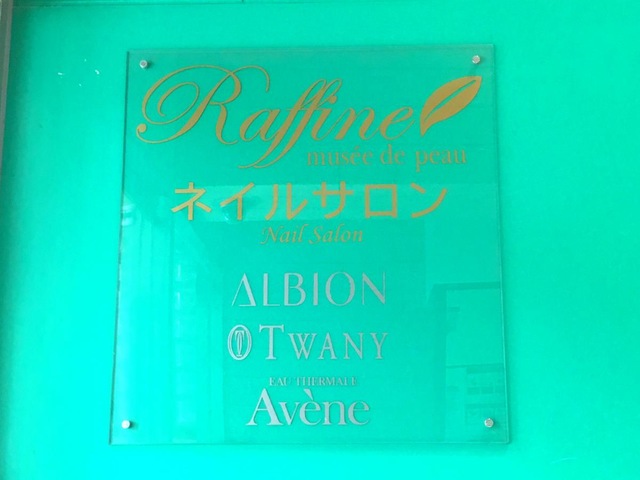 Raffine
musée de peau
ネイルサロン
Nail Salon
ALBION
TWANY
EAU THERMALE
Avène